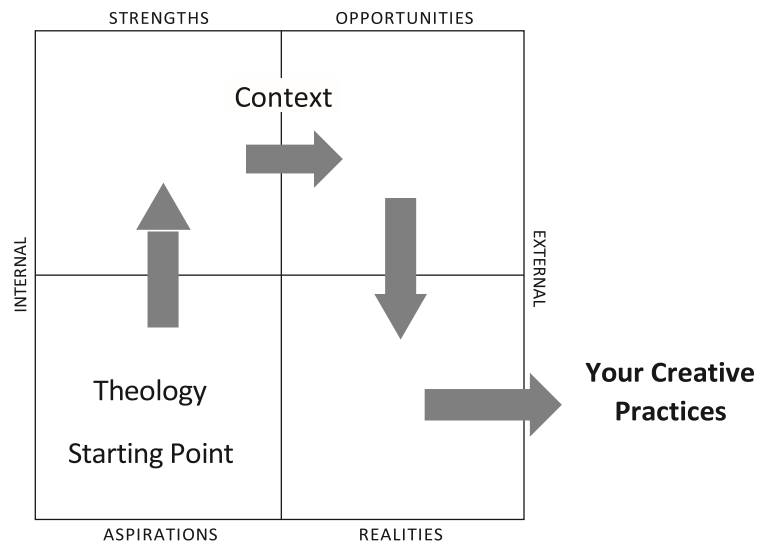 STRENGTHS
OPPORTUNITIES
Context
INTERNAL
EXTERNAL
Theology
Starting Point
Your Creative
Practices
ASPIRATIONS
REALITIES